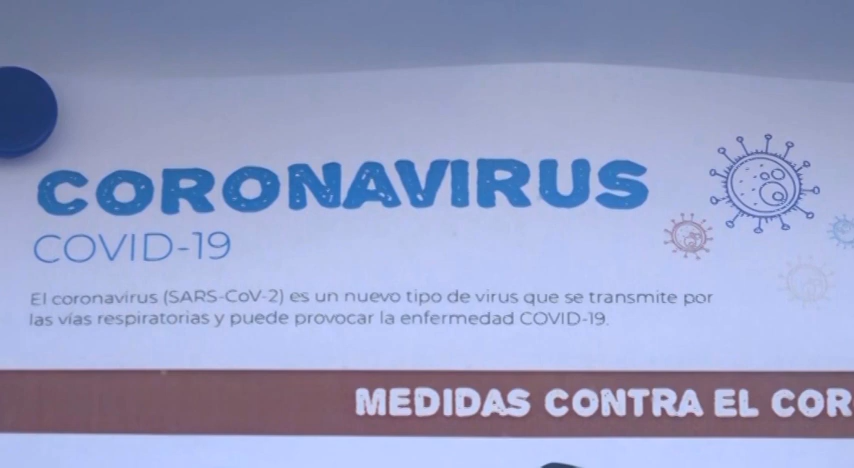 CORONAVIRUS
COVID-19
El coronavirus (SARS-CoV-2) es un nuevo tipo de virus que se transmite por
las vías respiratorias y puede provocar la enfermedad COVID-19.
MEDIDAS CONTRA EL COR